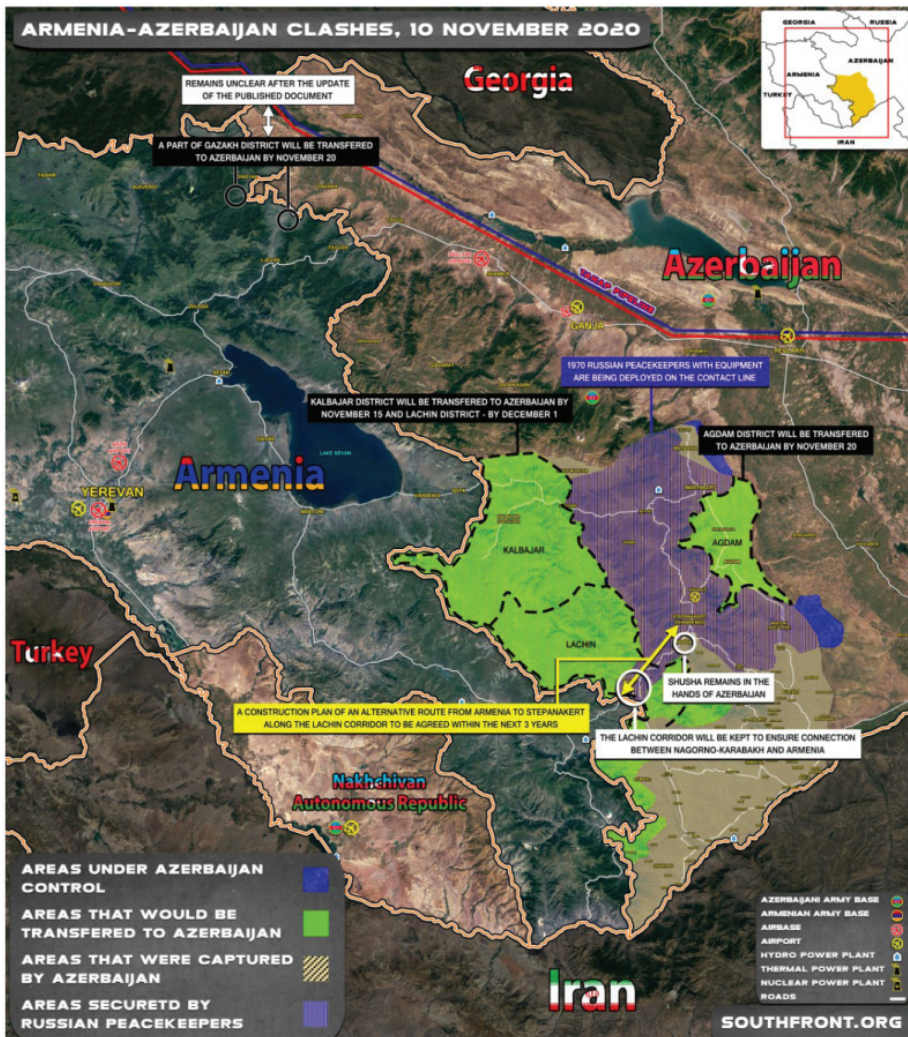 ARMENIA-AZERBAIJAN CLASHES, 10 NOVEMBER 2020
GEORGIA
RUSSIA
AZERBAIJAN
ARMENIA
TURKEY
IRAN
REMAINS UNCLEAR AFTER THE UPDATE
OF THE PUBLISHED DOCUMENT
Georgia
A PART OF GAZAKH DISTRICT WILL BE TRANSFERED
TO AZERBAIJAN BY NOVEMBER 20
Azerbaijan
TANAP PIPELINE
GANJA
1970 RUSSIAN PEACEKEEPERS WITH EQUIPMENT
ARE BEING DEPLOYED ON THE CONTACT LINE
KALBAJAR DISTRICT WILL BE TRANSFERED TO AZERBAIJAN BY
NOVEMBER 15 AND LACHIN DISTRICT - BY DECEMBER 1
AGDAM DISTRICT WILL BE TRANSFERED
TO AZERBAIJAN BY NOVEMBER 20
LAKE SEVAN
Armenia
YEREVAN
KALBAJAR
AGDAM
LACHIN
Turkey
SHUSHA REMAINS IN THE
HANDS OF AZERBAIJAN
A CONSTRUCTION PLAN OF AN ALTERNATIVE ROUTE FROM ARMENIA TO STEPANAKERT
ALONG THE LACHIN CORRIDOR TO BE AGREED WITHIN THE NEXT 3 YEARS
THE LACHIN CORRIDOR WILL BE KEPT TO ENSURE CONNECTION
BETWEEN NAGORNO-KARABAKH AND ARMENIA
Nakhchivan
Autonomous Republic
AREAS UNDER AZERBAIJAN
CONTROL
AREAS THAT WOULD BE
TRANSFERED TO AZERBAIJAN
AREAS THAT WERE CAPTURED
BY AZERBAIJAN
AREAS SECURETD BY
RUSSIAN PEACEKEEPERS
Iran
AZERBAIJANI ARMY BASE
ARMENIAN ARMY BASE
AIRBASE
AIRPORT
HYDRO POWER PLANT
THERMAL POWER PLANT
NUCLEAR POWER PLANT
ROADS
SOUTHFRONT.ORG